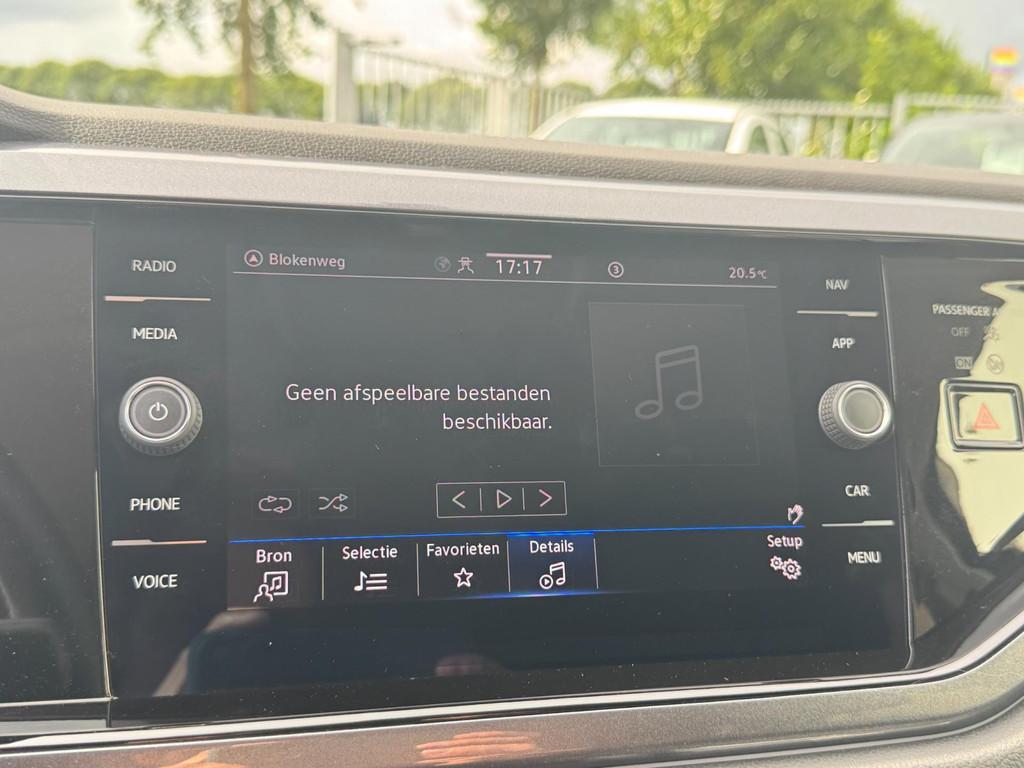 RADIO
MEDIA
PHONE
VOICE
Blokenweg
17:17
3
20.5°C
Geen afspeelbare bestanden
beschikbaar.
Bron
Selectie
Favorieten
Details
Setup
NAV
APP
CAR
MENU
PASSENGER A
OFF
ON